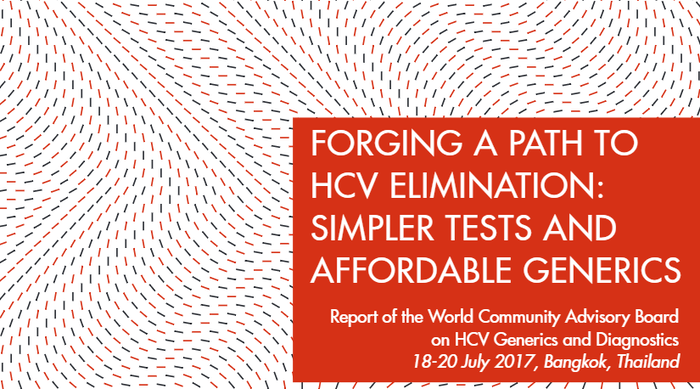 FORGING A PATH TO
HCV ELIMINATION:
SIMPLER TESTS AND
AFFORDABLE GENERICS
Report of the World Community Advisory Board
on HCV Generics and Diagnostics
18-20 July 2017, Bangkok, Thailand